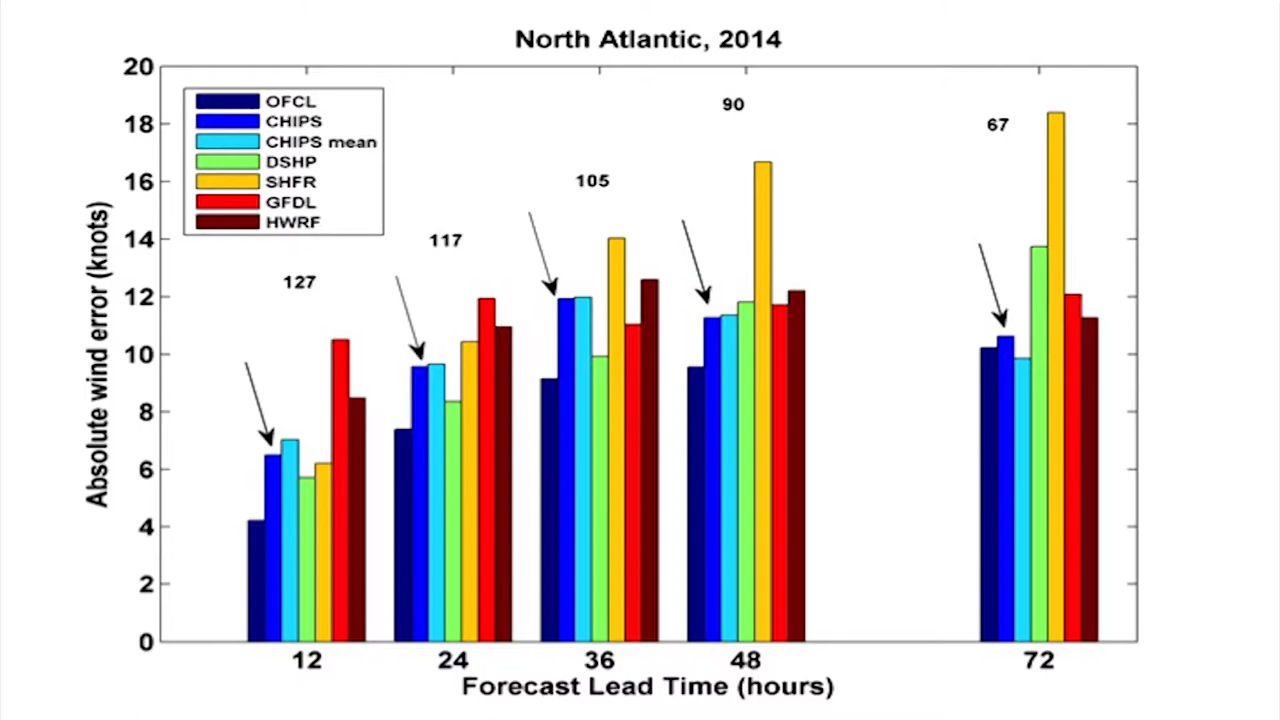 North Atlantic, 2014
20
18
16
14
12
10
8
6
4
2
0
Absolute wind error (knots)
OFCL
CHIPS
CHIPS mean
DSHP
SHFR
GFDL
HWRF
127
117
105
90
67
12
24
36
48
72
Forecast Lead Time (hours)